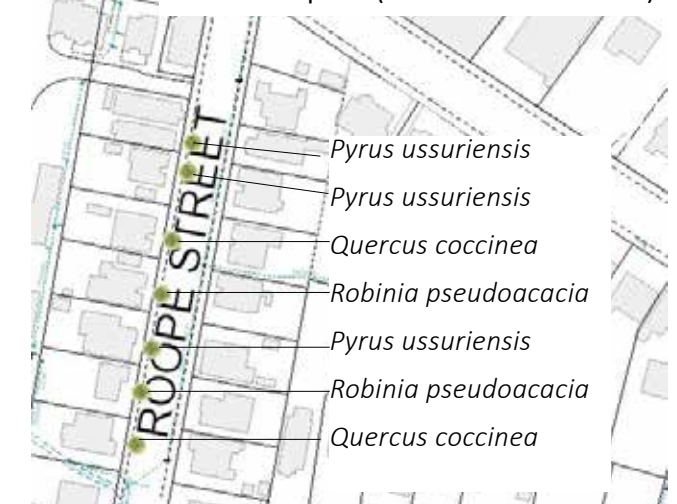 Pyrus ussuriensis
Pyrus ussuriensis
Quercus coccinea
Robinia pseudoacacia
Pyrus ussuriensis
Robinia pseudoacacia
Quercus coccinea
ROOPE STREET